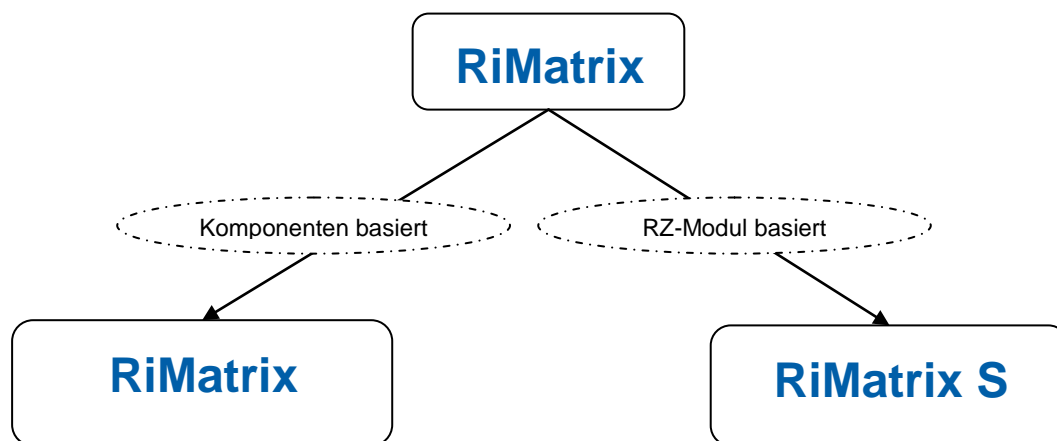 RiMatrix
Komponenten basiert
RZ-Modul basiert
RiMatrix
RiMatrix S